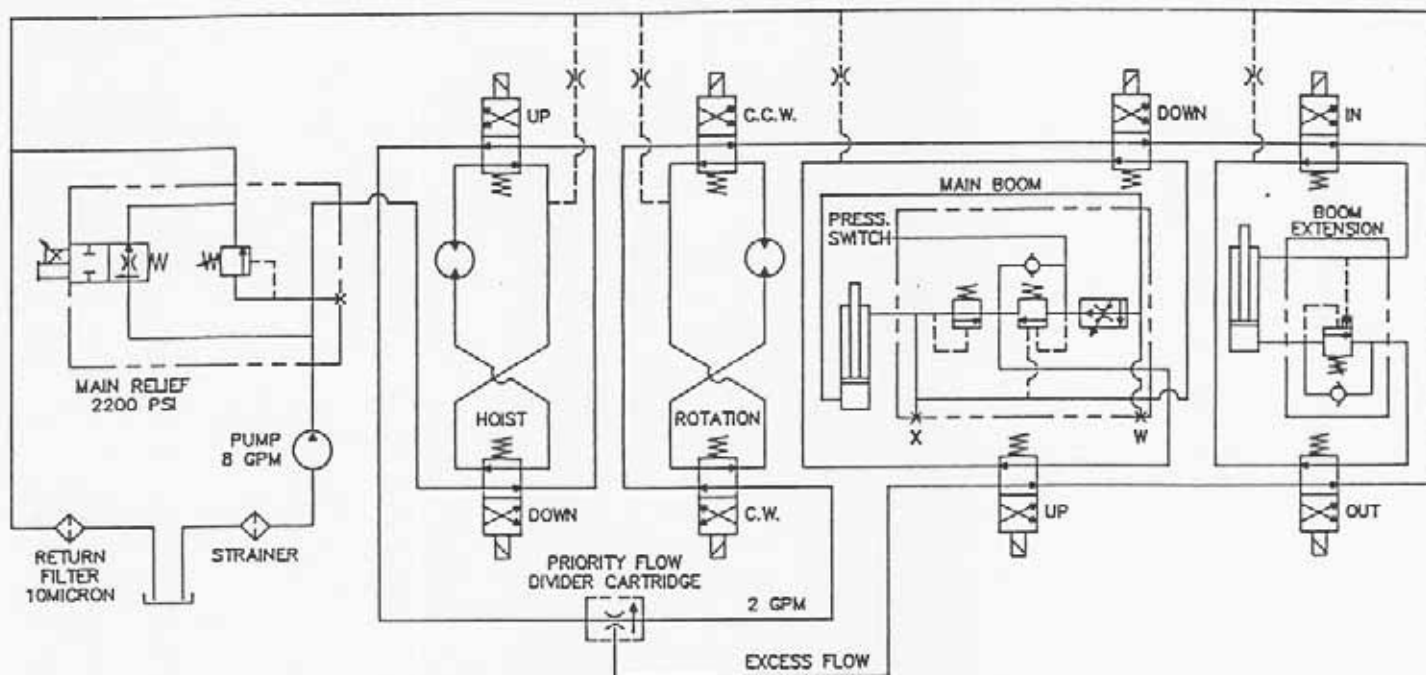 UP
C.C.W.
DOWN
IN
MAIN BOOM
PRESS.
SWITCH
BOOM
EXTENSION
MAIN RELIEF
2200 PSI
HOIST
ROTATION
X
W
PUMP
8 GPM
DOWN
C.W.
UP
OUT
RETURN
FILTER
10MICRON
STRAINER
PRIORITY FLOW
DIVIDER CARTRIDGE
2 GPM
EXCESS FLOW